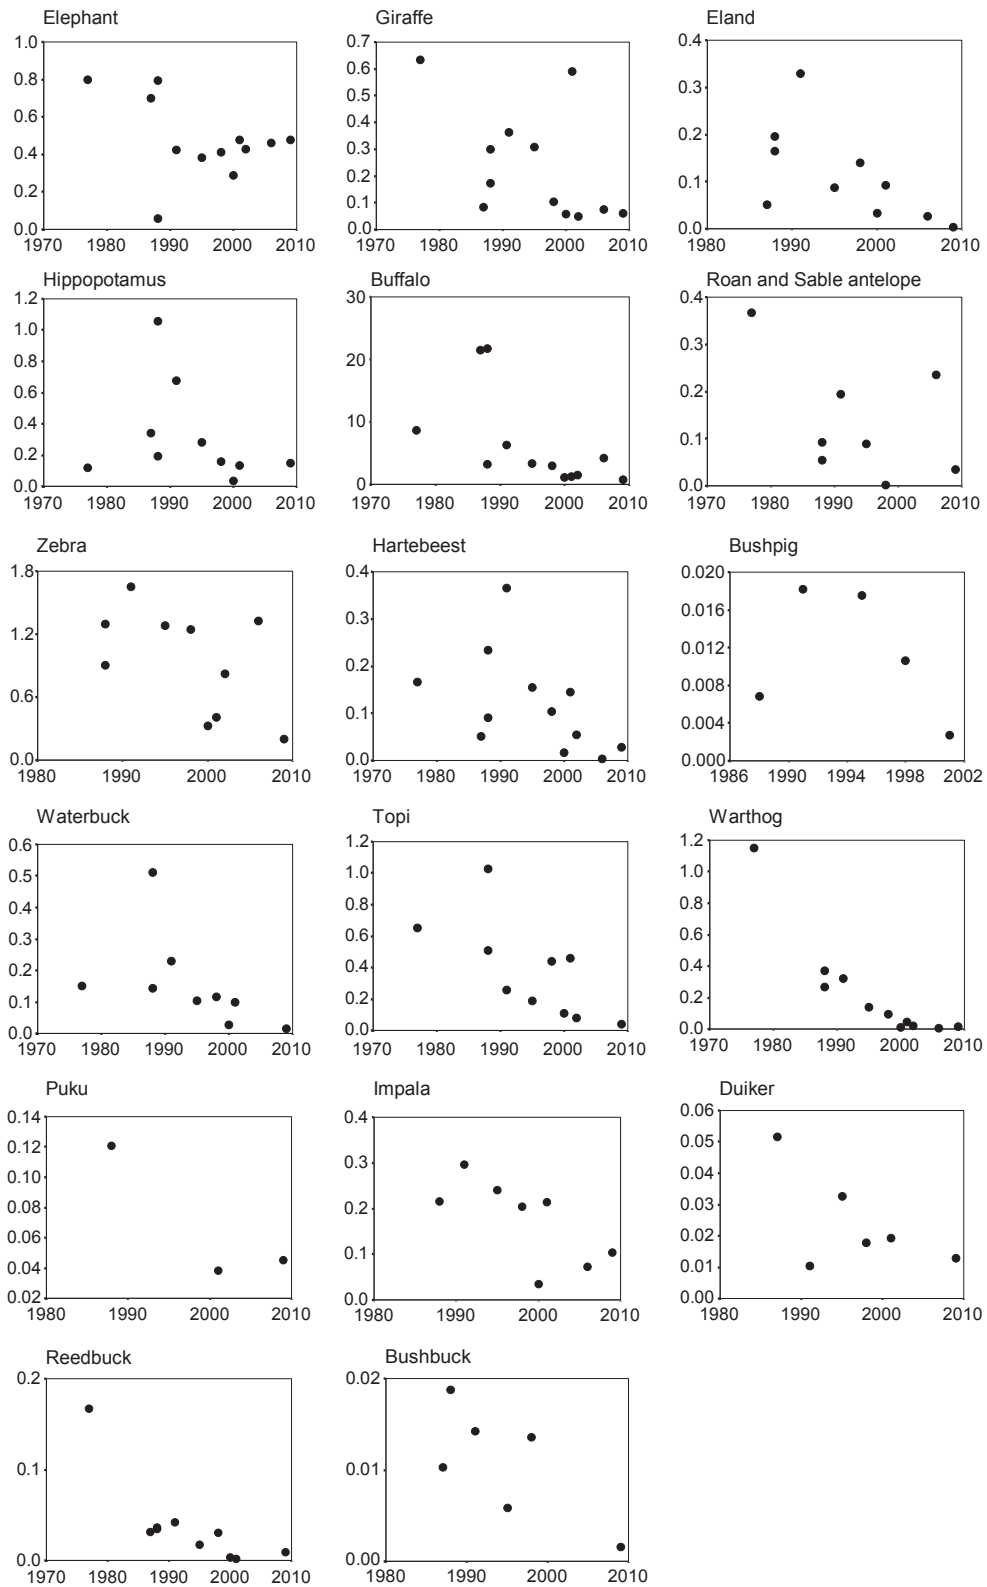 Elephant
1.0
0.8
0.6
0.4
0.2
0.0
1970 1980 1990 2000 2010
Giraffe
0.7
0.6
0.5
0.4
0.3
0.2
0.1
0.0
1970 1980 1990 2000 2010
Eland
0.4
0.3
0.2
0.1
0.0
1980 1990 2000 2010
Hippopotamus
1.2
1.0
0.8
0.6
0.4
0.2
0.0
1970 1980 1990 2000 2010
Buffalo
30
20
10
0
1970 1980 1990 2000 2010
Roan and Sable antelope
0.4
0.3
0.2
0.1
0.0
1970 1980 1990 2000 2010
Zebra
1.8
1.2
0.6
0.0
1980 1990 2000 2010
Hartebeest
0.4
0.3
0.2
0.1
0.0
1970 1980 1990 2000 2010
Bushpig
0.020
0.016
0.012
0.008
0.004
0.000
1986 1990 1994 1998 2002
Waterbuck
0.6
0.5
0.4
0.3
0.2
0.1
0.0
1970 1980 1990 2000 2010
Topi
1.2
1.0
0.8
0.6
0.4
0.2
0.0
1970 1980 1990 2000 2010
Warthog
1.2
1.0
0.8
0.6
0.4
0.2
0.0
1970 1980 1990 2000 2010
Puku
0.14
0.12
0.10
0.08
0.06
0.04
0.02
1980 1990 2000 2010
Impala
0.4
0.3
0.2
0.1
0.0
1980 1990 2000 2010
Duiker
0.06
0.05
0.04
0.03
0.02
0.01
0.00
1980 1990 2000 2010
Reedbuck
0.2
0.1
0.0
1970 1980 1990 2000 2010
Bushbuck
0.02
0.01
0.00
1980 1990 2000 2010